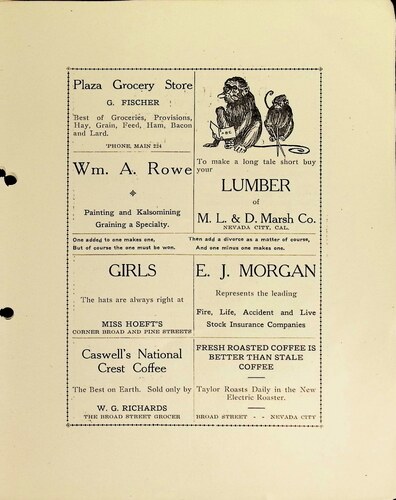 Plaza Grocery Store
G. FISCHER
Best of Groceries, Provisions,
Hay, Grain, Feed, Ham, Bacon
and Lard.
'PHONE, MAIN 224
Wm. A. Rowe
Painting and Kalsomining
Graining a Specialty.
To make a long tale short buy
your
LUMBER
of
M. L. & D. Marsh Co.
NEVADA CITY, CAL.
One added to one makes one,
But of course the one must be won.
Then add a divorce as a matter of course,
And one minus one makes one.
GIRLS
The hats are always right at
MISS HOEFT'S
CORNER BROAD AND PINE STREETS
E. J. MORGAN
Represents the leading
Fire, Life, Accident and Live
Stock Insurance Companies
Caswell's National
Crest Coffee
The Best on Earth. Sold only by
W. G. RICHARDS
THE BROAD STREET GROCER
FRESH ROASTED COFFEE IS
BETTER THAN STALE
COFFEE
Taylor Roasts Daily in the New
Electric Roaster.
BROAD STREET - - NEVADA CITY